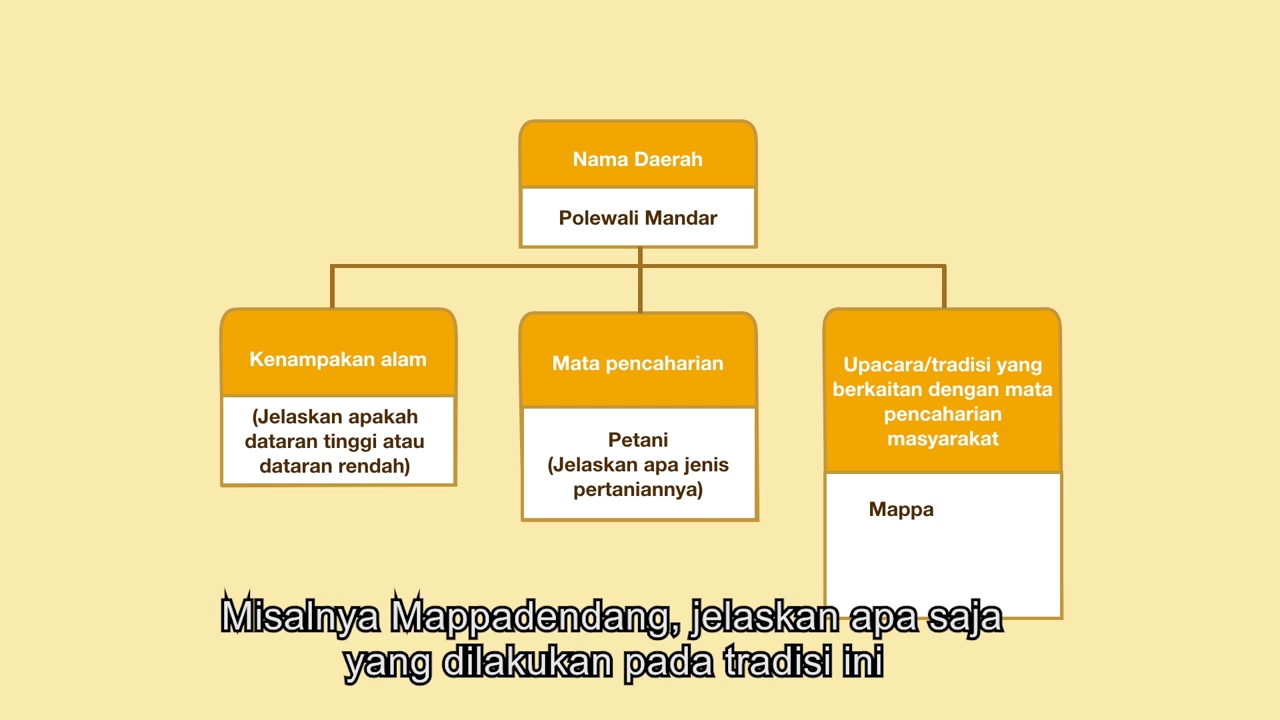 Nama Daerah
Polewali Mandar
Kenampakan alam
(Jelaskan apakah
dataran tinggi atau
dataran rendah)
Mata pencaharian
Petani
(Jelaskan apa jenis
pertaniannya)
Upacara/tradisi yang
berkaitan dengan mata
pencaharian
masyarakat
Mappa
Misalnya Mappadendang, jelaskan apa saja
yang dilakukan pada tradisi ini